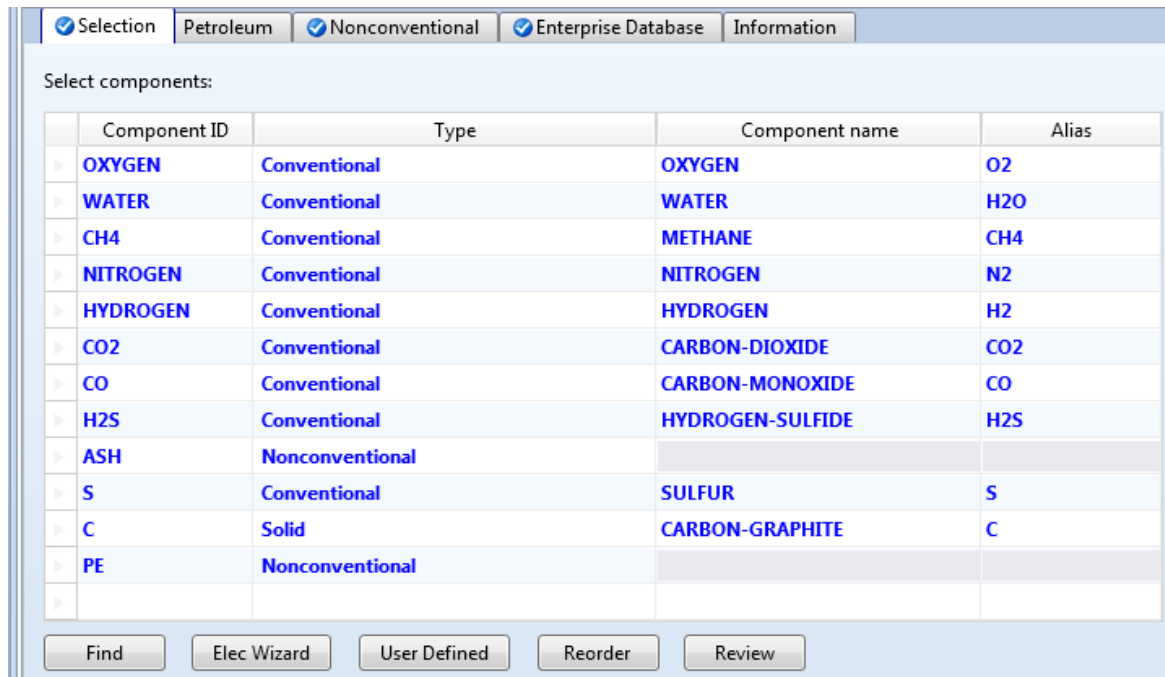 Selection Petroleum Nonconventional Enterprise Database Information
Select components:
Component ID Type Component name Alias
OXYGEN Conventional OXYGEN O2
WATER Conventional WATER H2O
CH4 Conventional METHANE CH4
NITROGEN Conventional NITROGEN N2
HYDROGEN Conventional HYDROGEN H2
CO2 Conventional CARBON-DIOXIDE CO2
CO Conventional CARBON-MONOXIDE CO
H2S Conventional HYDROGEN-SULFIDE H2S
ASH Nonconventional
S Conventional SULFUR S
C Solid CARBON-GRAPHITE C
PE Nonconventional
Find Elec Wizard User Defined Reorder Review